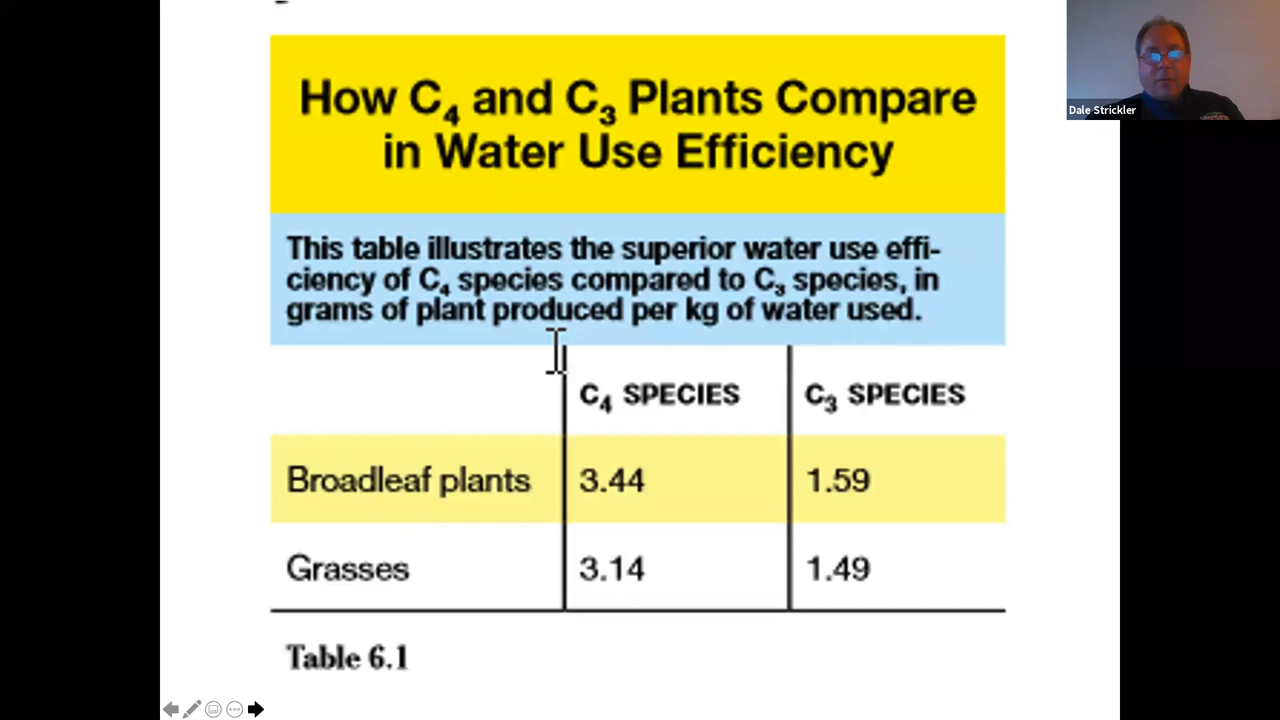 How C₄ and C₃ Plants Compare
in Water Use Efficiency
This table illustrates the superior water use effi-
ciency of C₄ species compared to C₃ species, in
grams of plant produced per kg of water used.
C₄ SPECIES C₃ SPECIES
Broadleaf plants 3.44 1.59
Grasses 3.14 1.49
Table 6.1
Dale Strickler